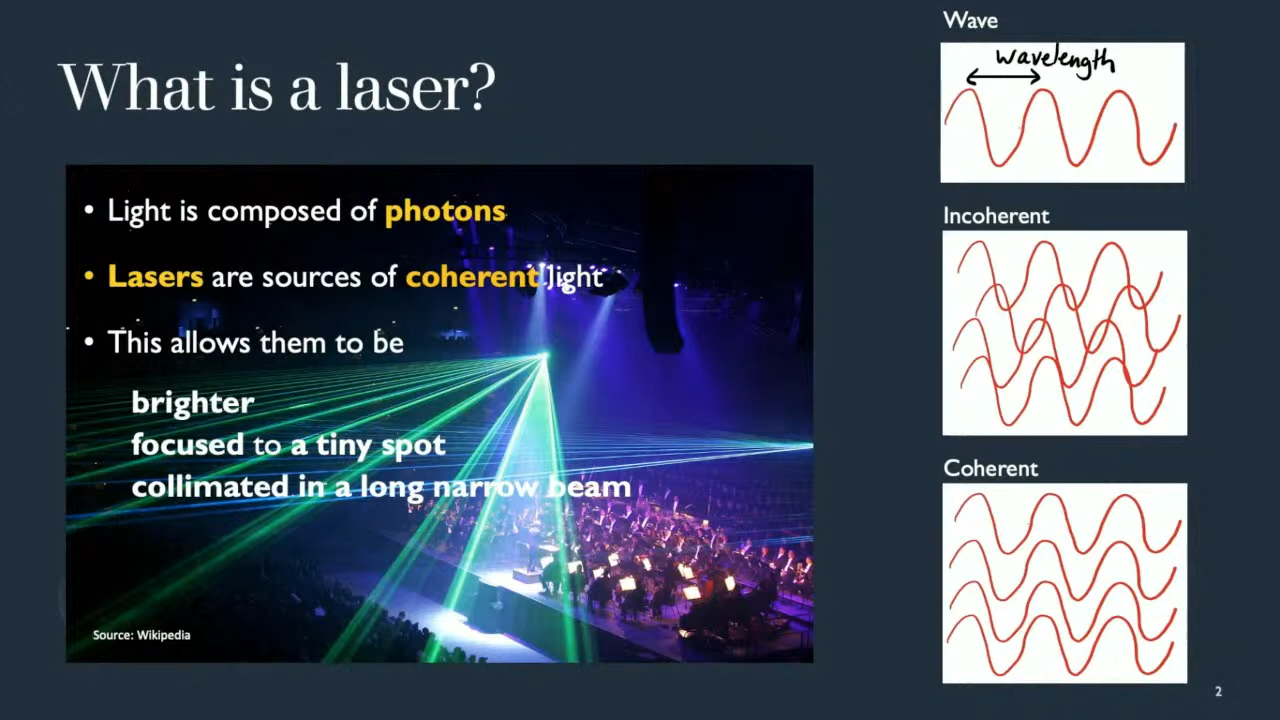 What is a laser?
• Light is composed of photons
• Lasers are sources of coherent light
• This allows them to be
brighter
focused to a tiny spot
collimated in a long narrow beam
Source: Wikipedia
Wave
wavelength
Incoherent
Coherent
2